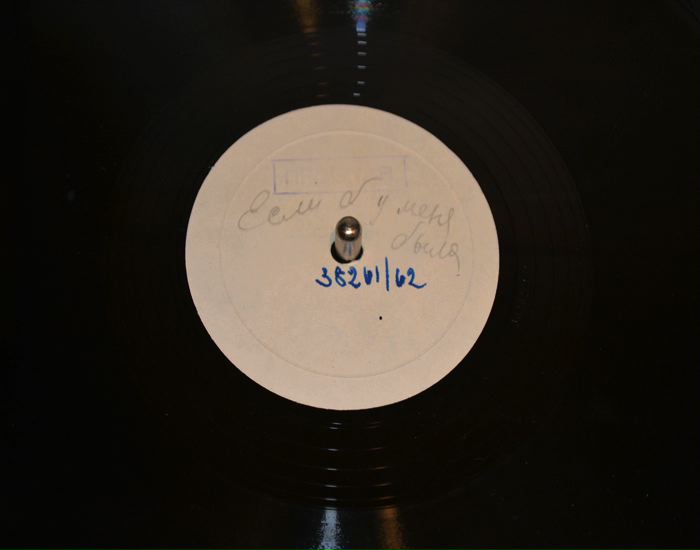 Если б у меня
была
38261/62